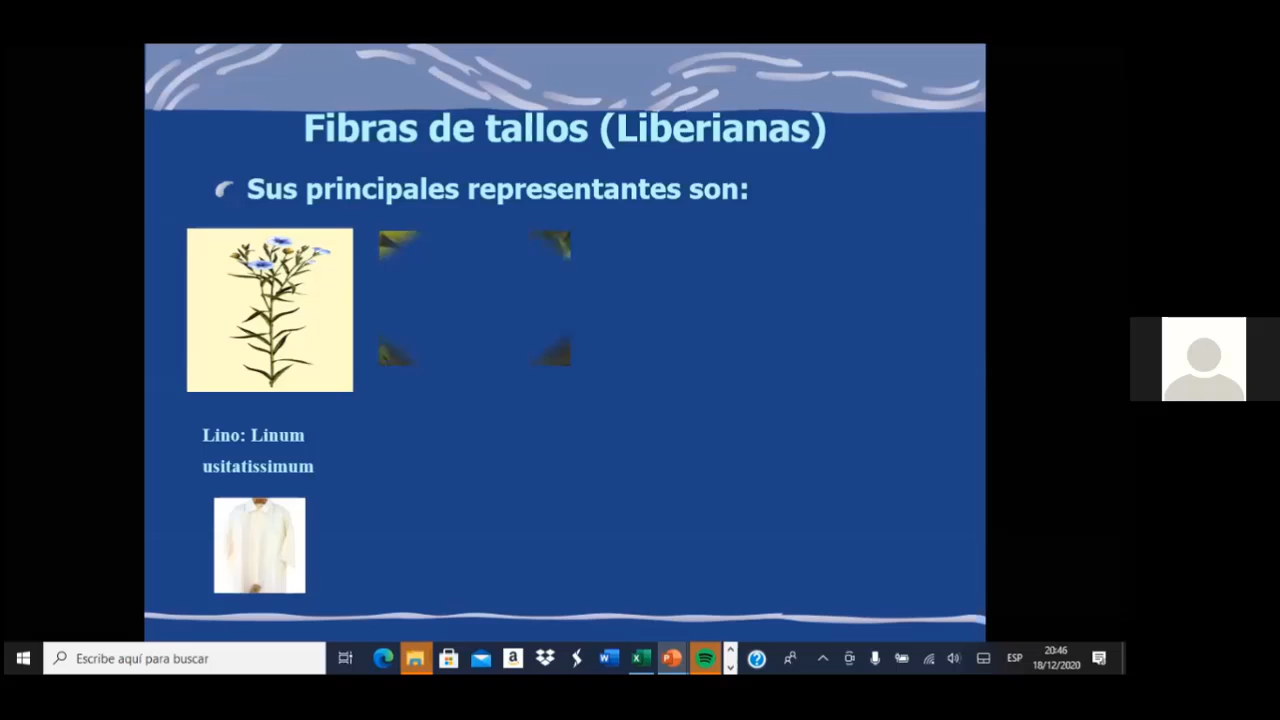 Fibras de tallos (Liberianas)
Sus principales representantes son:
Lino: Linum
usitatissimum
Escribe aquí para buscar
ESP
20:46
18/12/2020